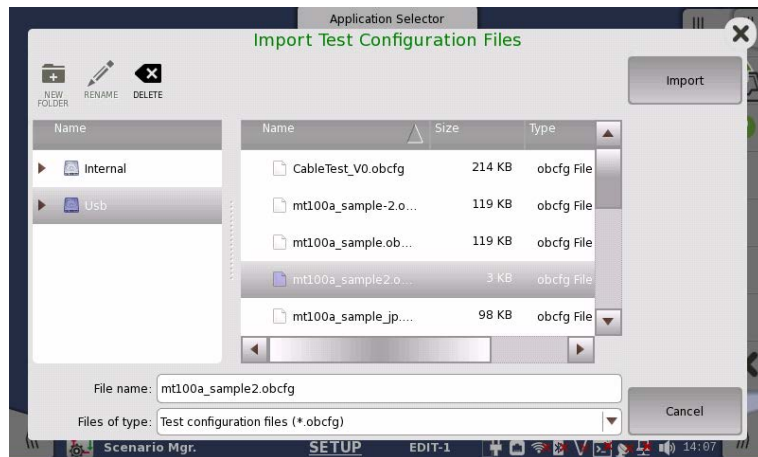 Application Selector
Import Test Configuration Files
NEW FOLDER
RENAME
DELETE
Import
Name
Name Size Type
Internal
Usb
CableTest_V0.obcfg 214 KB obcfg File
mt100a_sample-2.o... 119 KB obcfg File
mt100a_sample.ob... 119 KB obcfg File
mt100a_sample2.o... 3 KB obcfg File
mt100a_sample_jp.... 98 KB obcfg File
File name: mt100a_sample2.obcfg
Files of type: Test configuration files (*.obcfg)
Cancel
Scenario Mgr. SETUP EDIT-1 14:07